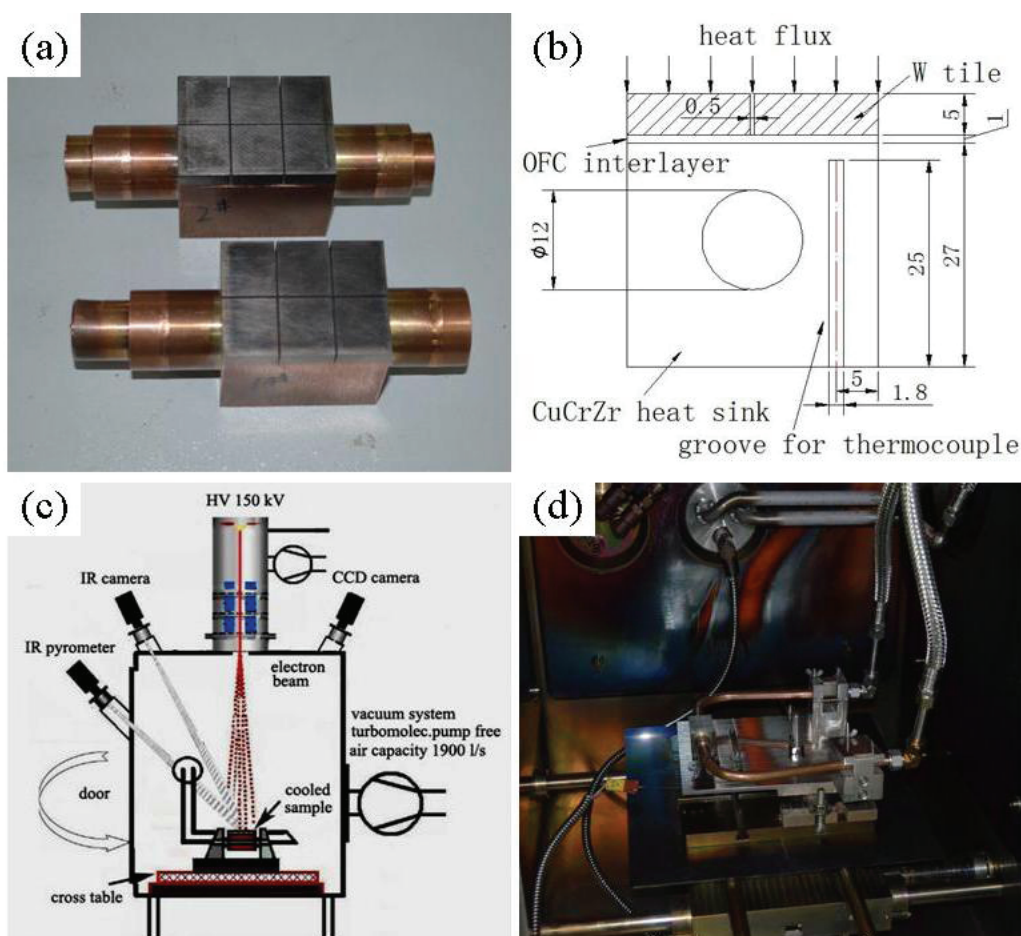 (a)
2#
(b)
heat flux
W tile
0.5
5
1
OFC interlayer
ϕ12
25
27
CuCrZr heat sink
5
1.8
groove for thermocouple
(c)
HV 150 kV
IR camera
CCD camera
IR pyrometer
electron
beam
vacuum system
turbomolec.pump free
air capacity 1900 l/s
door
cooled
sample
cross table
(d)